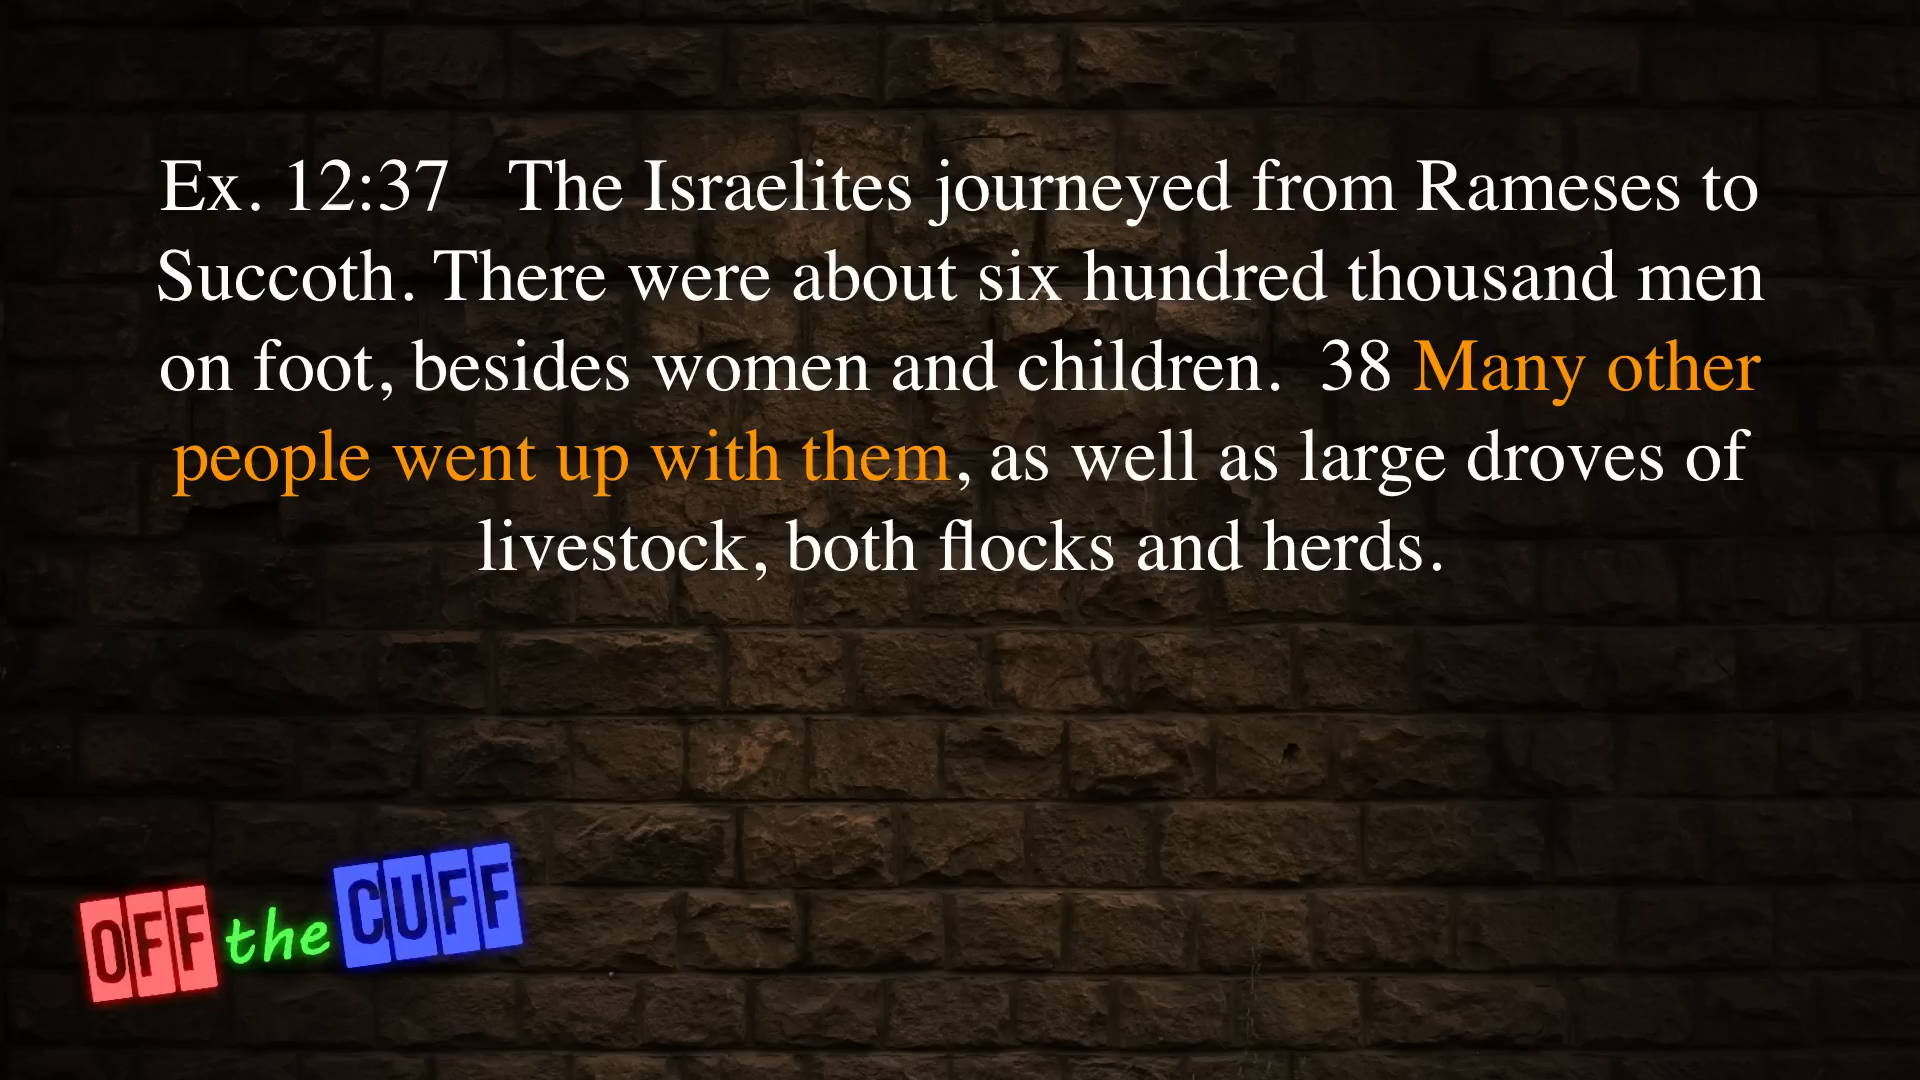 Ex. 12:37   The Israelites journeyed from Rameses to
Succoth. There were about six hundred thousand men
on foot, besides women and children.  38 Many other
people went up with them, as well as large droves of
livestock, both flocks and herds.
OFF the CUFF